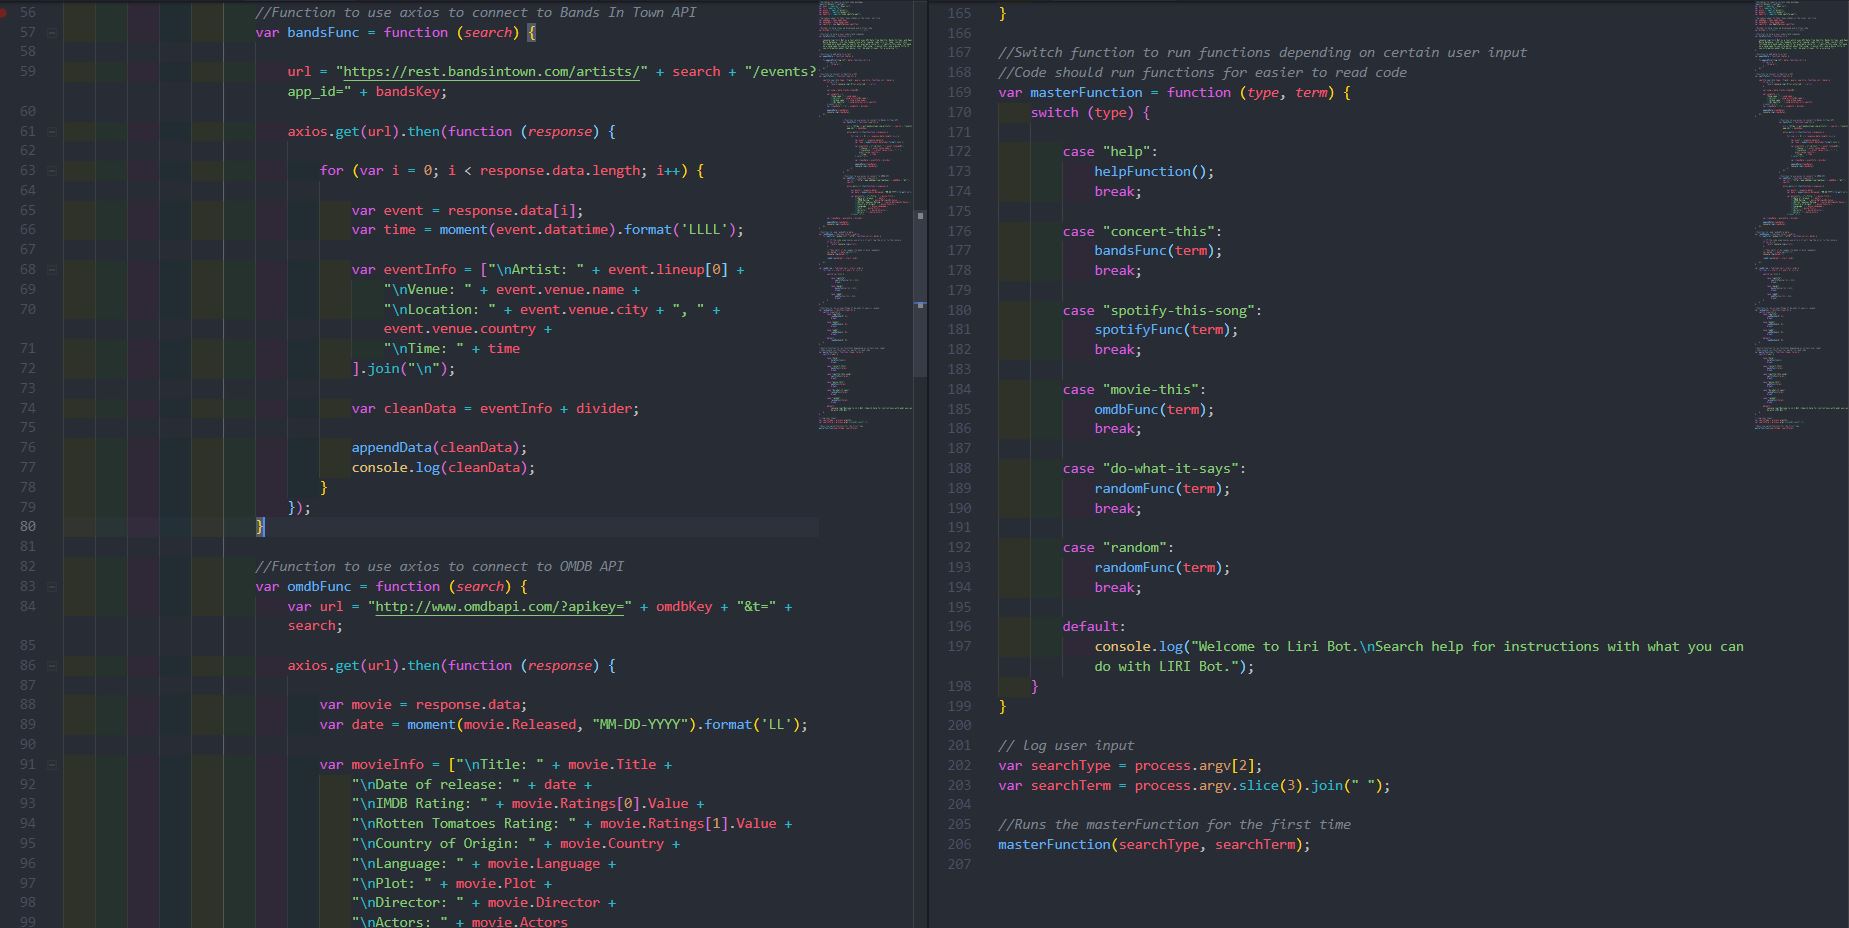 56 //Function to use axios to connect to Bands In Town API
57 var bandsFunc = function (search) {
58
59 url = "https://rest.bandsintown.com/artists/" + search + "/events?
app_id=" + bandsKey;
60
61 axios.get(url).then(function (response) {
62
63 for (var i = 0; i < response.data.length; i++) {
64
65 var event = response.data[i];
66 var time = moment(event.datatime).format('LLLL');
67
68 var eventInfo = ["\nArtist: " + event.lineup[0] +
69 "\nVenue: " + event.venue.name +
70 "\nLocation: " + event.venue.city + ", " +
event.venue.country +
71 "\nTime: " + time
72 ].join("\n");
73
74 var cleanData = eventInfo + divider;
75
76 appendData(cleanData);
77 console.log(cleanData);
78 }
79 });
80 }
81
82 //Function to use axios to connect to OMDB API
83 var omdbFunc = function (search) {
84 var url = "http://www.omdbapi.com/?apikey=" + omdbKey + "&t=" +
search;
85
86 axios.get(url).then(function (response) {
87
88 var movie = response.data;
89 var date = moment(movie.Released, "MM-DD-YYYY").format('LL');
90
91 var movieInfo = ["\nTitle: " + movie.Title +
92 "\nDate of release: " + date +
93 "\nIMDB Rating: " + movie.Ratings[0].Value +
94 "\nRotten Tomatoes Rating: " + movie.Ratings[1].Value +
95 "\nCountry of Origin: " + movie.Country +
96 "\nLanguage: " + movie.Language +
97 "\nPlot: " + movie.Plot +
98 "\nDirector: " + movie.Director +
99 "\nActors: " + movie.Actors
165 }
166
167 //Switch function to run functions depending on certain user input
168 //Code should run functions for easier to read code
169 var masterFunction = function (type, term) {
170 switch (type) {
171
172 case "help":
173 helpFunction();
174 break;
175
176 case "concert-this":
177 bandsFunc(term);
178 break;
179
180 case "spotify-this-song":
181 spotifyFunc(term);
182 break;
183
184 case "movie-this":
185 omdbFunc(term);
186 break;
187
188 case "do-what-it-says":
189 randomFunc(term);
190 break;
191
192 case "random":
193 randomFunc(term);
194 break;
195
196 default:
197 console.log("Welcome to Liri Bot.\nSearch help for instructions with what you can
do with LIRI Bot.");
198 }
199 }
200
201 // log user input
202 var searchType = process.argv[2];
203 var searchTerm = process.argv.slice(3).join(" ");
204
205 //Runs the masterFunction for the first time
206 masterFunction(searchType, searchTerm);
207